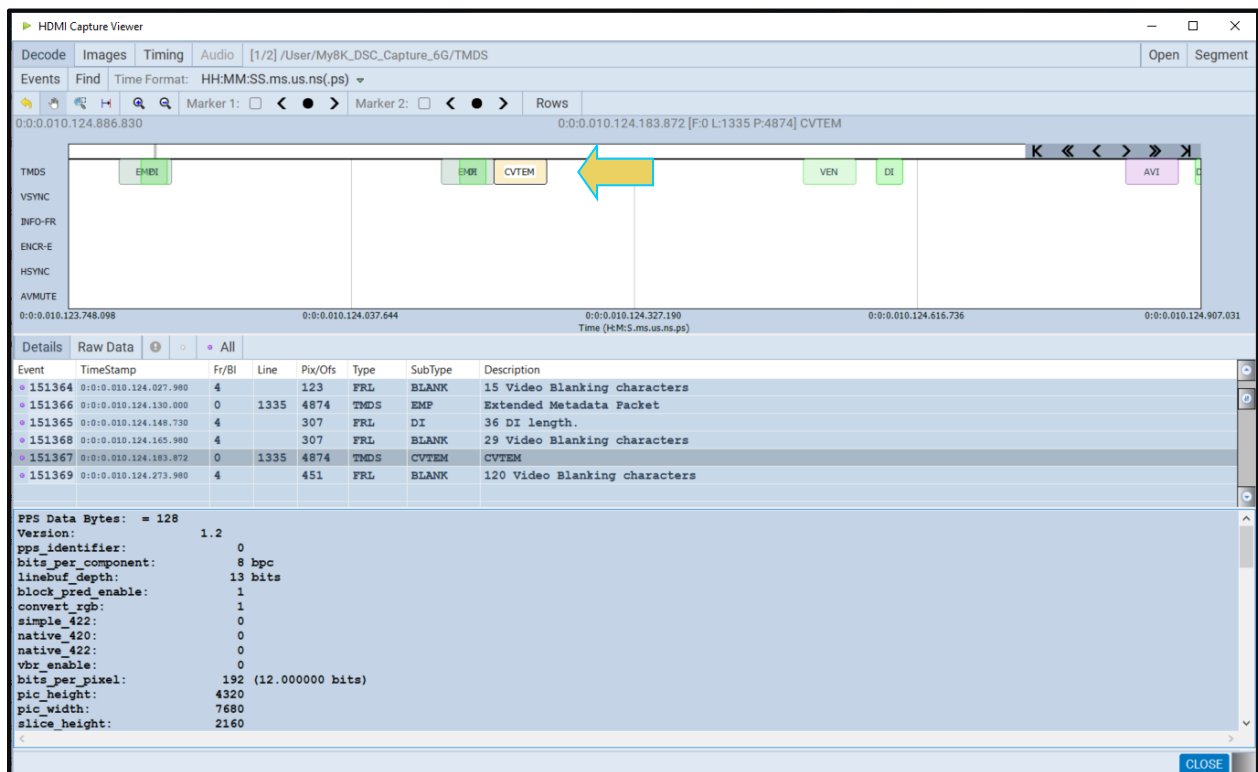 HDMI Capture Viewer
Decode Images Timing Audio [1/2] /User/My8K_DSC_Capture_6G/TMDS Open Segment
Events Find Time Format: HH:MM:SS.ms.us.ns(.ps)
Marker 1: Marker 2: Rows
0:0:0.010.124.886.830 0:0:0.010.124.183.872 [F:0 L:1335 P:4874] CVTEM
TMDS DI CVTEM VEN DI AVI
VSYNC
INFO-FR
ENCR-E
HSYNC
AVMUTE
0:0:0.010.123.748.098 0:0:0.010.124.037.644 0:0:0.010.124.327.190 0:0:0.010.124.616.736 0:0:0.010.124.907.031
Time (H:M:S.ms.us.ns.ps)
Details Raw Data All
Event TimeStamp Fr/Bl Line Pix/Ofs Type SubType Description
151364 0:0:0.010.124.027.980 4 123 FRL BLANK 15 Video Blanking characters
151366 0:0:0.010.124.130.000 0 1335 4874 TMDS EMP Extended Metadata Packet
151365 0:0:0.010.124.148.730 4 307 FRL DI 36 DI length.
151368 0:0:0.010.124.165.980 4 307 FRL BLANK 29 Video Blanking characters
151367 0:0:0.010.124.183.872 0 1335 4874 TMDS CVTEM CVTEM
151369 0:0:0.010.124.273.980 4 451 FRL BLANK 120 Video Blanking characters
PPS Data Bytes: = 128
Version: 1.2
pps_identifier: 0
bits_per_component: 8 bpc
linebuf_depth: 13 bits
block_pred_enable: 1
convert_rgb: 1
simple_422: 0
native_420: 0
native_422: 0
vbr_enable: 0
bits_per_pixel: 192 (12.000000 bits)
pic_height: 4320
pic_width: 7680
slice_height: 2160
CLOSE